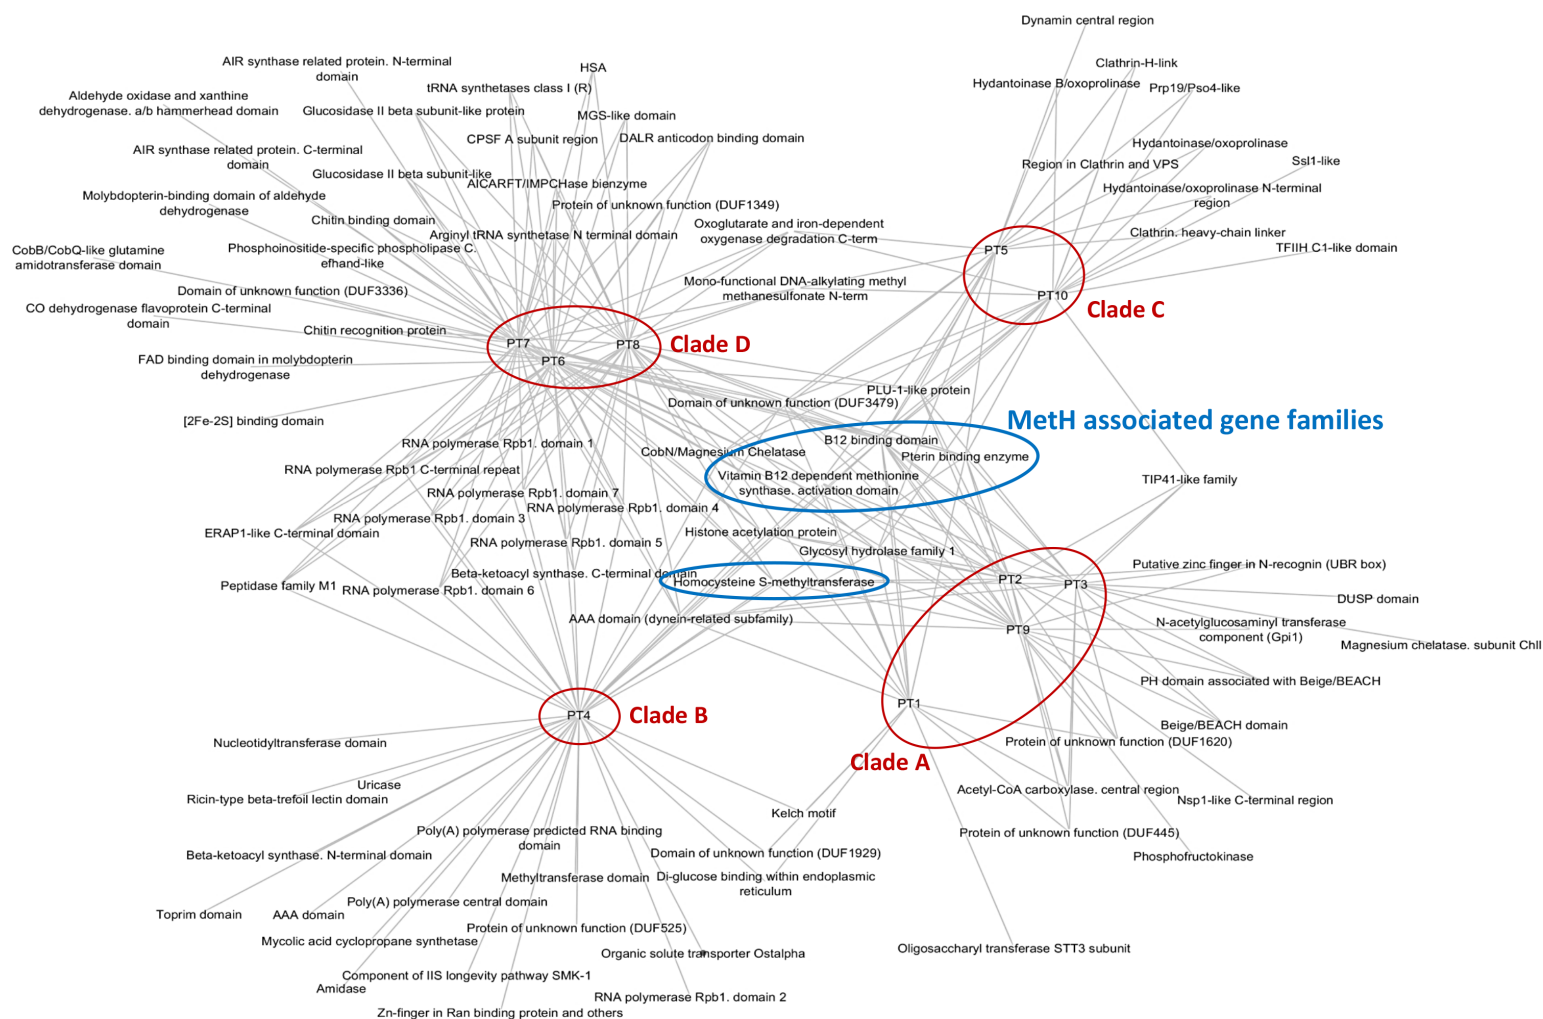 Dynamin central region
AIR synthase related protein. N-terminal
domain
HSA
Clathrin-H-link
tRNA synthetases class I (R)
Hydantoinase B/oxoprolinase
Prp19/Pso4-like
Aldehyde oxidase and xanthine
dehydrogenase. a/b hammerhead domain
Glucosidase II beta subunit-like protein
MGS-like domain
CPSF A subunit region
DALR anticodon binding domain
Hydantoinase/oxoprolinase
AIR synthase related protein. C-terminal
domain
Region in Clathrin and VPS
Ssl1-like
Glucosidase II beta subunit-like
AICARFT/IMPCHase bienzyme
Hydantoinase/oxoprolinase N-terminal
region
Molybdopterin-binding domain of aldehyde
dehydrogenase
Protein of unknown function (DUF1349)
Chitin binding domain
Oxoglutarate and iron-dependent
oxygenase degradation C-term
Arginyl tRNA synthetase N terminal domain
Clathrin. heavy-chain linker
CobB/CobQ-like glutamine
amidotransferase domain
Phosphoinositide-specific phospholipase C.
efhand-like
PT5
TFIIH C1-like domain
Domain of unknown function (DUF3336)
Mono-functional DNA-alkylating methyl
methanesulfonate N-term
PT10
CO dehydrogenase flavoprotein C-terminal
domain
Clade C
Chitin recognition protein
PT7
PT6
PT8
Clade D
FAD binding domain in molybdopterin
dehydrogenase
PLU-1-like protein
Domain of unknown function (DUF3479)
[2Fe-2S] binding domain
MetH associated gene families
RNA polymerase Rpb1. domain 1
B12 binding domain
CobN/Magnesium Chelatase
Pterin binding enzyme
RNA polymerase Rpb1 C-terminal repeat
Vitamin B12 dependent methionine
synthase. activation domain
TIP41-like family
RNA polymerase Rpb1. domain 7
RNA polymerase Rpb1. domain 4
RNA polymerase Rpb1. domain 3
ERAP1-like C-terminal domain
Histone acetylation protein
RNA polymerase Rpb1. domain 5
Glycosyl hydrolase family 1
Putative zinc finger in N-recognin (UBR box)
Beta-ketoacyl synthase. C-terminal domain
Homocysteine S-methyltransferase
PT2
PT3
Peptidase family M1
RNA polymerase Rpb1. domain 6
DUSP domain
AAA domain (dynein-related subfamily)
PT9
N-acetylglucosaminyl transferase
component (Gpi1)
Magnesium chelatase. subunit ChlI
PH domain associated with Beige/BEACH
PT1
PT4
Clade B
Beige/BEACH domain
Nucleotidyltransferase domain
Protein of unknown function (DUF1620)
Clade A
Uricase
Ricin-type beta-trefoil lectin domain
Acetyl-CoA carboxylase. central region
Nsp1-like C-terminal region
Kelch motif
Poly(A) polymerase predicted RNA binding
domain
Protein of unknown function (DUF445)
Beta-ketoacyl synthase. N-terminal domain
Domain of unknown function (DUF1929)
Phosphofructokinase
Methyltransferase domain
Di-glucose binding within endoplasmic
reticulum
Poly(A) polymerase central domain
Toprim domain
AAA domain
Protein of unknown function (DUF525)
Mycolic acid cyclopropane synthetase
Organic solute transporter Ostalpha
Oligosaccharyl transferase STT3 subunit
Component of IIS longevity pathway SMK-1
Amidase
RNA polymerase Rpb1. domain 2
Zn-finger in Ran binding protein and others